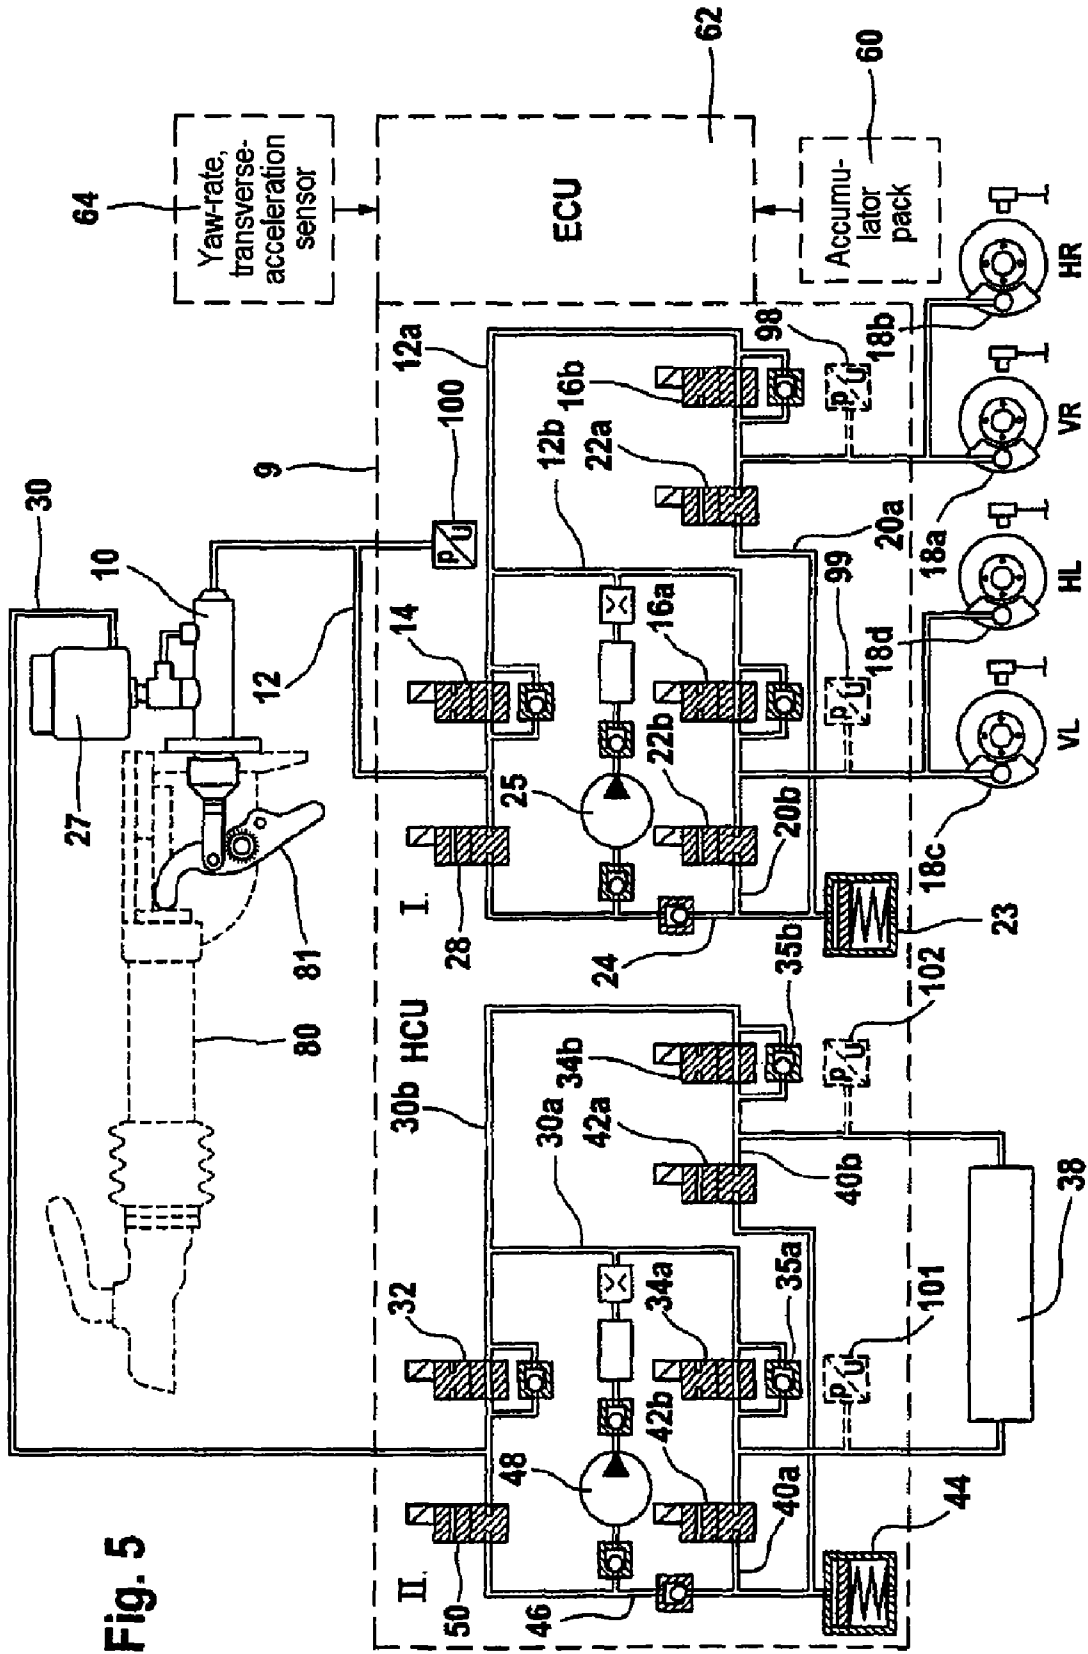 Fig. 5
30
10
27
12
81
80
64
Yaw-rate,
transverse-
acceleration
sensor
9
ECU
62
Accumu-
lator
pack
60
100
P
U
12a
14
12b
16b
22a
16a
22b
25
28
I
20a
20b
24
23
98
P
U
99
P
U
18b
18a
18d
18c
HR
VR
HL
VL
HCU
30b
30a
32
34b
35b
42a
40b
34a
35a
42b
40a
48
50
II
46
44
102
P
U
101
P
U
38